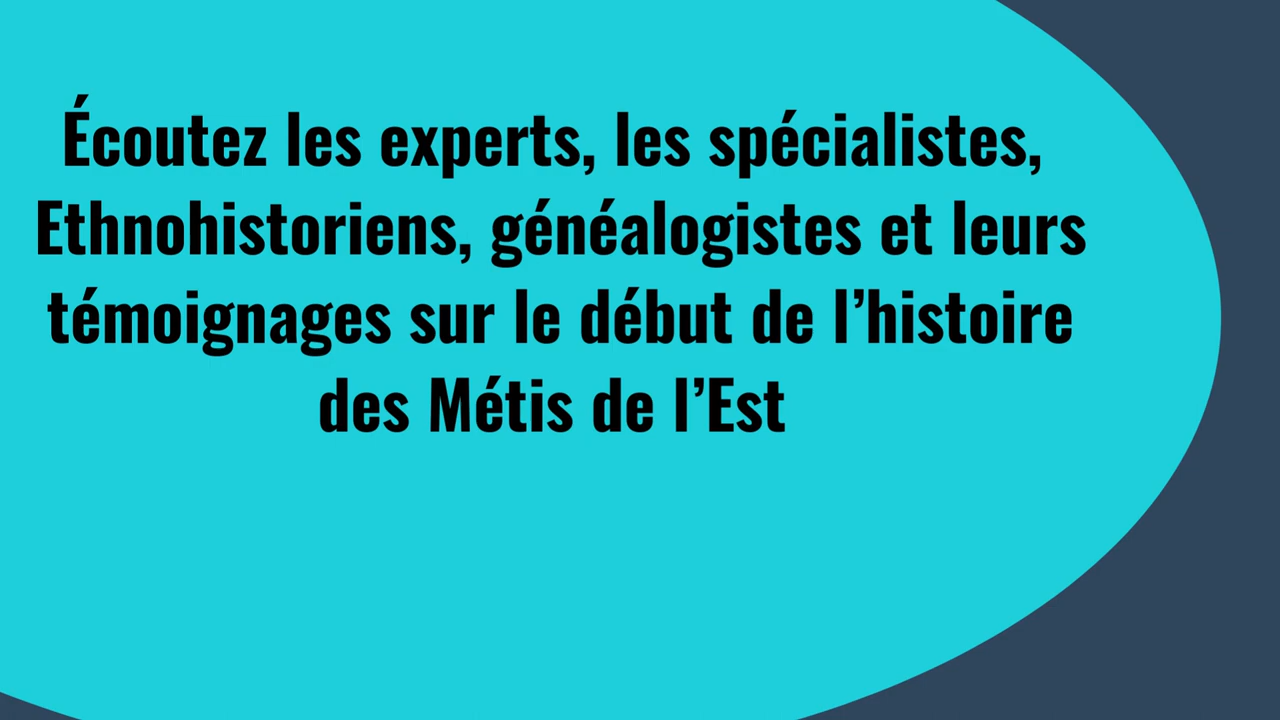 Écoutez les experts, les spécialistes,
Ethnohistoriens, généalogistes et leurs
témoignages sur le début de l’histoire
des Métis de l’Est